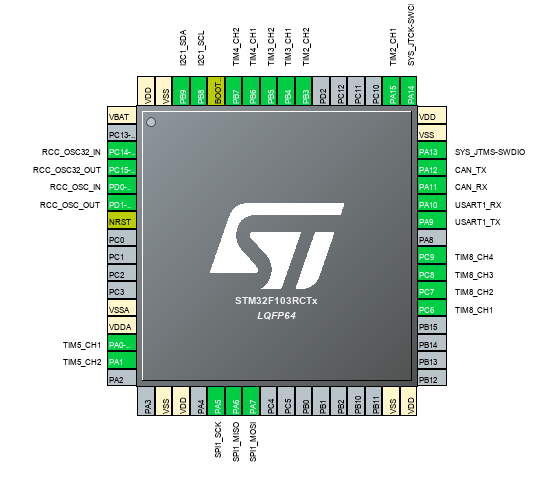 I2C1_SDA
I2C1_SCL
TIM4_CH2
TIM4_CH1
TIM3_CH2
TIM3_CH1
TIM2_CH2
TIM2_CH1
SYS_JTCK-SWCL
VDD
VSS
PB9
PB8
BOOT..
PB7
PB6
PB5
PB4
PB3
PD2
PC12
PC11
PC10
PA15
PA14
VBAT
PC13-..
RCC_OSC32_IN PC14-..
RCC_OSC32_OUT PC15-..
RCC_OSC_IN PD0-..
RCC_OSC_OUT PD1-..
NRST
PC0
PC1
PC2
PC3
VSSA
VDDA
TIM5_CH1 PA0-..
TIM5_CH2 PA1
PA2
ST
STM32F103RCTx
LQFP64
VDD
VSS
PA13 SYS_JTMS-SWDIO
PA12 CAN_TX
PA11 CAN_RX
PA10 USART1_RX
PA9 USART1_TX
PA8
PC9 TIM8_CH4
PC8 TIM8_CH3
PC7 TIM8_CH2
PC6 TIM8_CH1
PB15
PB14
PB13
PB12
PA3
VSS
VDD
PA4
PA5
PA6
PA7
PC4
PC5
PB0
PB1
PB2
PB10
PB11
VSS
VDD
SPI1_SCK
SPI1_MISO
SPI1_MOSI